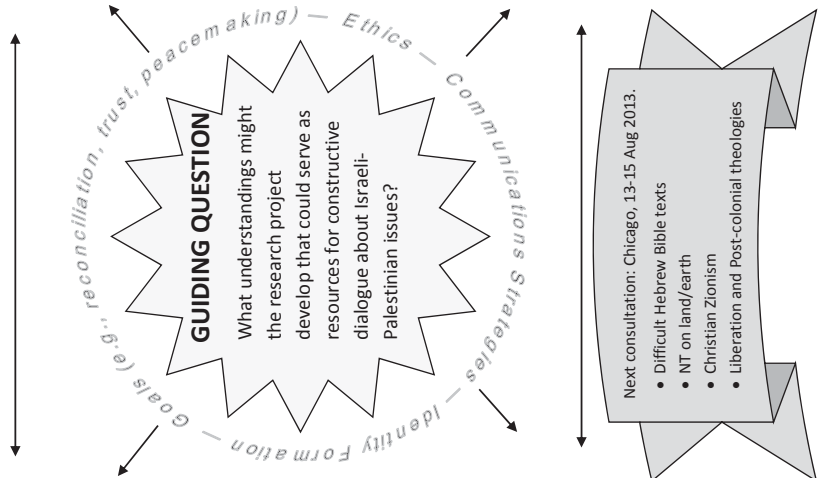 Goals (e.g., reconciliation, trust, peacemaking) — Ethics — Communications Strategies — Identity Formation —
GUIDING QUESTION
What understandings might
the research project
develop that could serve as
resources for constructive
dialogue about Israeli-
Palestinian issues?
Next consultation: Chicago, 13-15 Aug 2013.
• Difficult Hebrew Bible texts
• NT on land/earth
• Christian Zionism
• Liberation and Post-colonial theologies